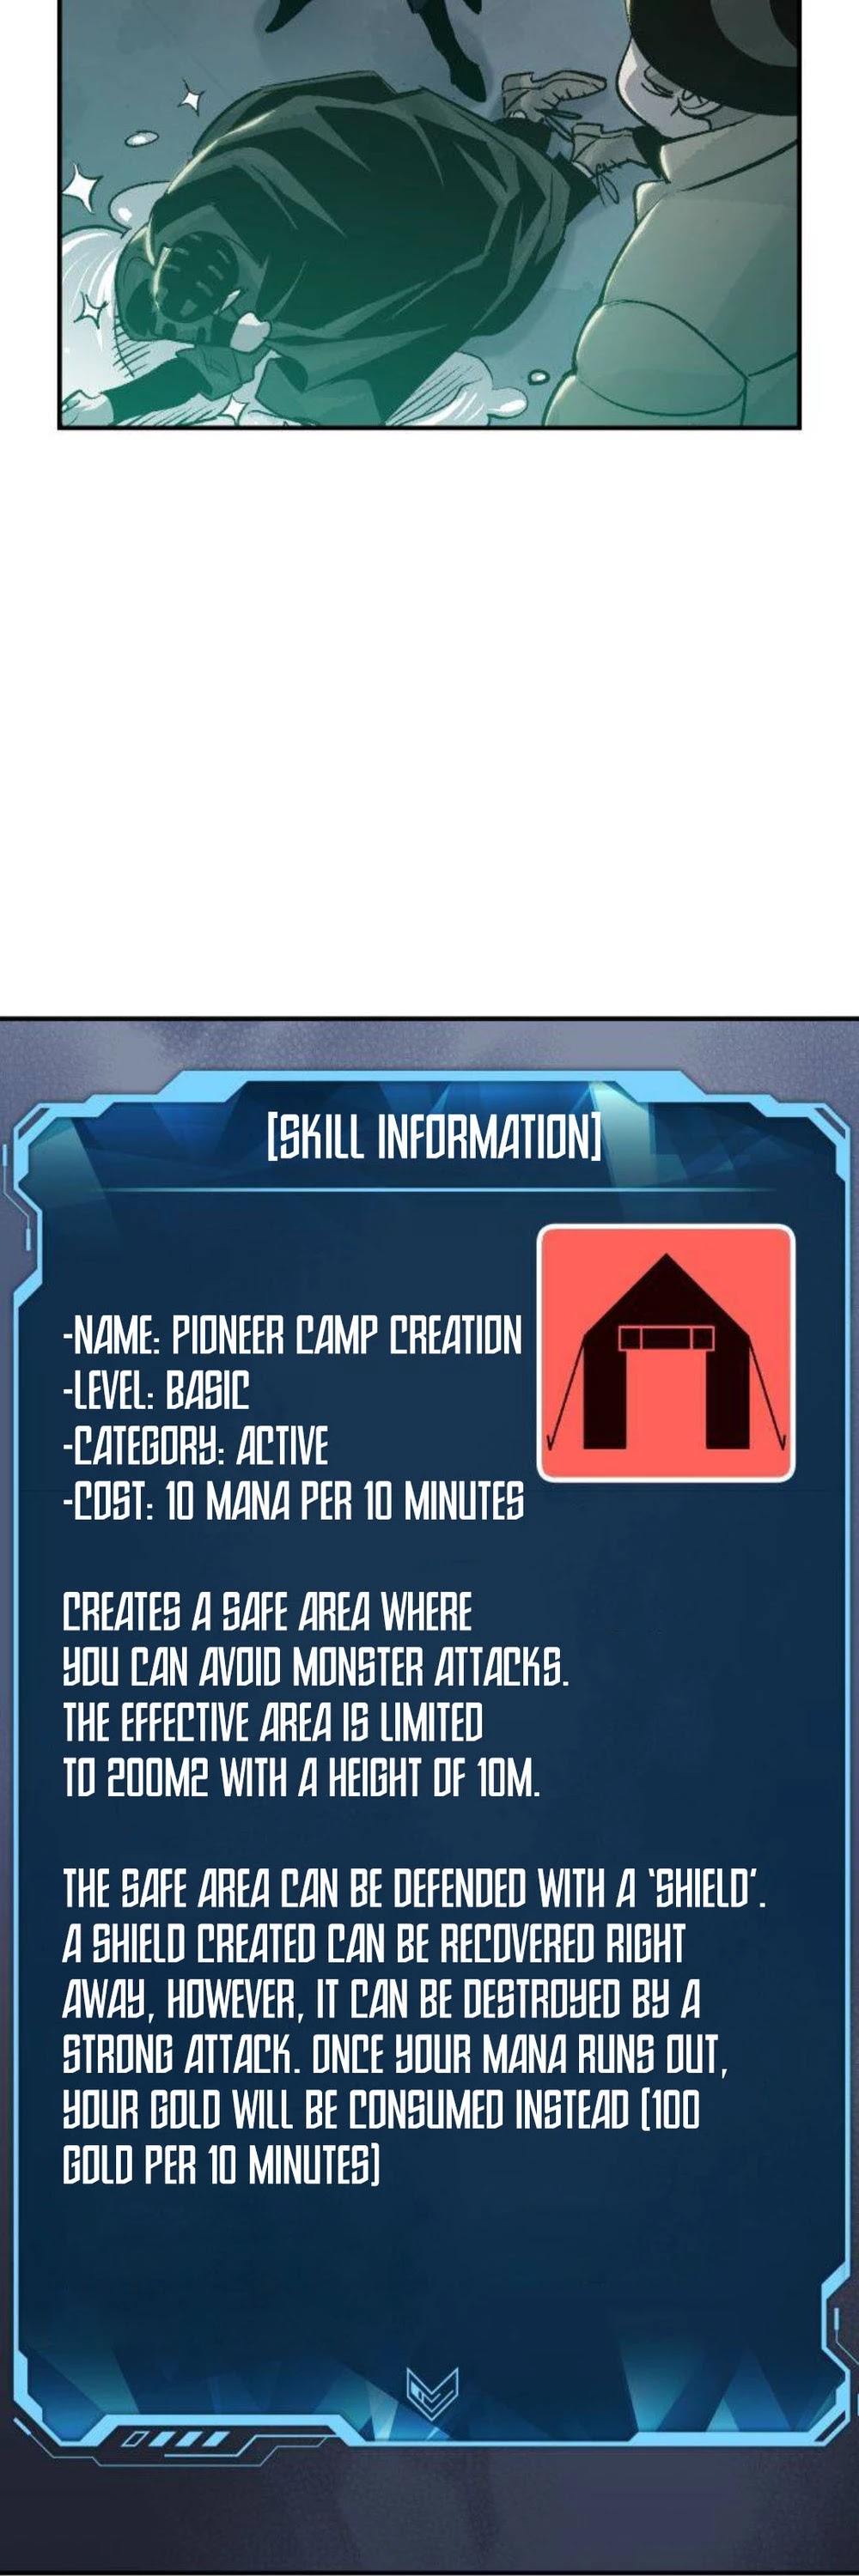 [SKILL INFORMATION]
-NAME: PIONEER CAMP CREATION
-LEVEL: BASIC
-CATEGORY: ACTIVE
-COST: 10 MANA PER 10 MINUTES
CREATES A SAFE AREA WHERE
YOU CAN AVOID MONSTER ATTACKS.
THE EFFECTIVE AREA IS LIMITED
TO 200M2 WITH A HEIGHT OF 10M.
THE SAFE AREA CAN BE DEFENDED WITH A ‘SHIELD’.
A SHIELD CREATED CAN BE RECOVERED RIGHT
AWAY, HOWEVER, IT CAN BE DESTROYED BY A
STRONG ATTACK. ONCE YOUR MANA RUNS OUT,
YOUR GOLD WILL BE CONSUMED INSTEAD (100
GOLD PER 10 MINUTES)